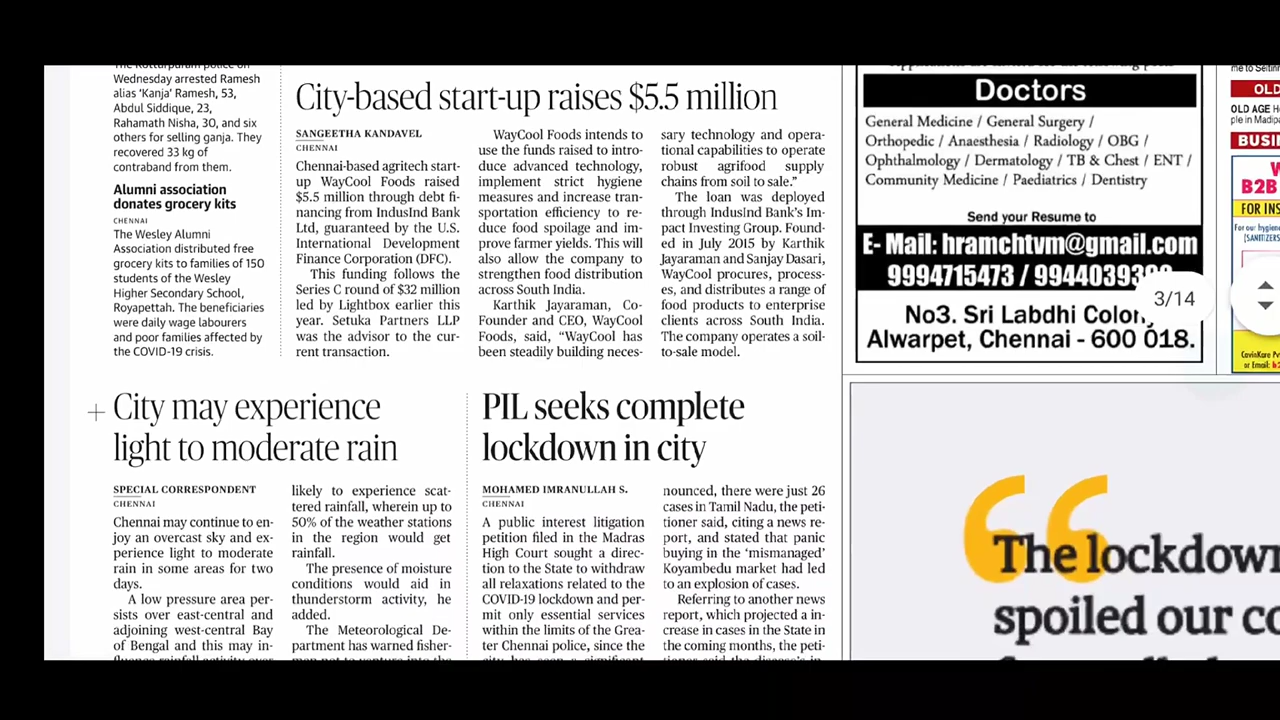 Wednesday arrested Ramesh
alias ‘Kanja’ Ramesh, 53,
Abdul Siddique, 23,
Rahamath Nisha, 30, and six
others for selling ganja. They
recovered 33 kg of
contraband from them.
Alumni association
donates grocery kits
CHENNAI
The Wesley Alumni
Association distributed free
grocery kits to families of 150
students of the Wesley
Higher Secondary School,
Royapettah. The beneficiaries
were daily wage labourers
and poor families affected by
the COVID-19 crisis.
City-based start-up raises $5.5 million
SANGEETHA KANDAVEL
CHENNAI
Chennai-based agritech start-
up WayCool Foods raised
$5.5 million through debt fi-
nancing from IndusInd Bank
Ltd, guaranteed by the U.S.
International Development
Finance Corporation (DFC).
This funding follows the
Series C round of $32 million
led by Lightbox earlier this
year. Setuka Partners LLP
was the advisor to the cur-
rent transaction.
WayCool Foods intends to
use the funds raised to intro-
duce advanced technology,
implement strict hygiene
measures and increase tran-
sportation efficiency to re-
duce food spoilage and im-
prove farmer yields. This will
also allow the company to
strengthen food distribution
across South India.
Karthik Jayaraman, Co-
Founder and CEO, WayCool
Foods, said, “WayCool has
been steadily building neces-
sary technology and opera-
tional capabilities to operate
robust agrifood supply
chains from soil to sale.”
The loan was deployed
through IndusInd Bank’s Im-
pact Investing Group. Found-
ed in July 2015 by Karthik
Jayaraman and Sanjay Dasari,
WayCool procures, process-
es, and distributes a range of
food products to enterprise
clients across South India.
The company operates a soil-
to-sale model.
City may experience
light to moderate rain
SPECIAL CORRESPONDENT
CHENNAI
Chennai may continue to en-
joy an overcast sky and ex-
perience light to moderate
rain in some areas for two
days.
A low pressure area per-
sists over east-central and
adjoining west-central Bay
of Bengal and this may in-
likely to experience scat-
tered rainfall, wherein up to
50% of the weather stations
in the region would get
rainfall.
The presence of moisture
conditions would aid in
thunderstorm activity, he
added.
The Meteorological De-
partment has warned fisher-
PIL seeks complete
lockdown in city
MOHAMED IMRANULLAH S.
CHENNAI
A public interest litigation
petition filed in the Madras
High Court sought a direc-
tion to the State to withdraw
all relaxations related to the
COVID-19 lockdown and per-
mit only essential services
within the limits of the Grea-
ter Chennai police, since the
nounced, there were just 26
cases in Tamil Nadu, the peti-
tioner said, citing a news re-
port, and stated that panic
buying in the ‘mismanaged’
Koyambedu market had led
to an explosion of cases.
Referring to another news
report, which projected a in-
crease in cases in the State in
the coming months, the peti-
Doctors
General Medicine / General Surgery /
Orthopedic / Anaesthesia / Radiology / OBG /
Ophthalmology / Dermatology / TB & Chest / ENT /
Community Medicine / Paediatrics / Dentistry
Send your Resume to
E- Mail: hramchtvm@gmail.com
9994715473 /
No3. Sri Labdhi
Alwarpet, Chennai - 600 018.
3/14
OLD
OLD AGE
BUSIN
B2B
FOR INS
For our
“The lockdown
spoiled our co